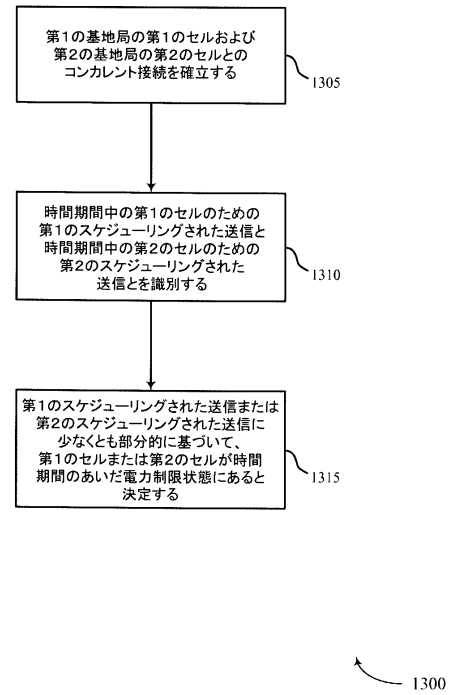 第1の基地局の第1のセルおよび
第2の基地局の第2のセルとの
コンカレント接続を確立する
1305
時間期間中の第1のセルのための
第1のスケジューリングされた送信と
時間期間中の第2のセルのための
第2のスケジューリングされた
送信とを識別する
1310
第1のスケジューリングされた送信または
第2のスケジューリングされた送信に
少なくとも部分的に基づいて、
第1のセルまたは第2のセルが時間
期間のあいだ電力制限状態にあると
決定する
1315
1300